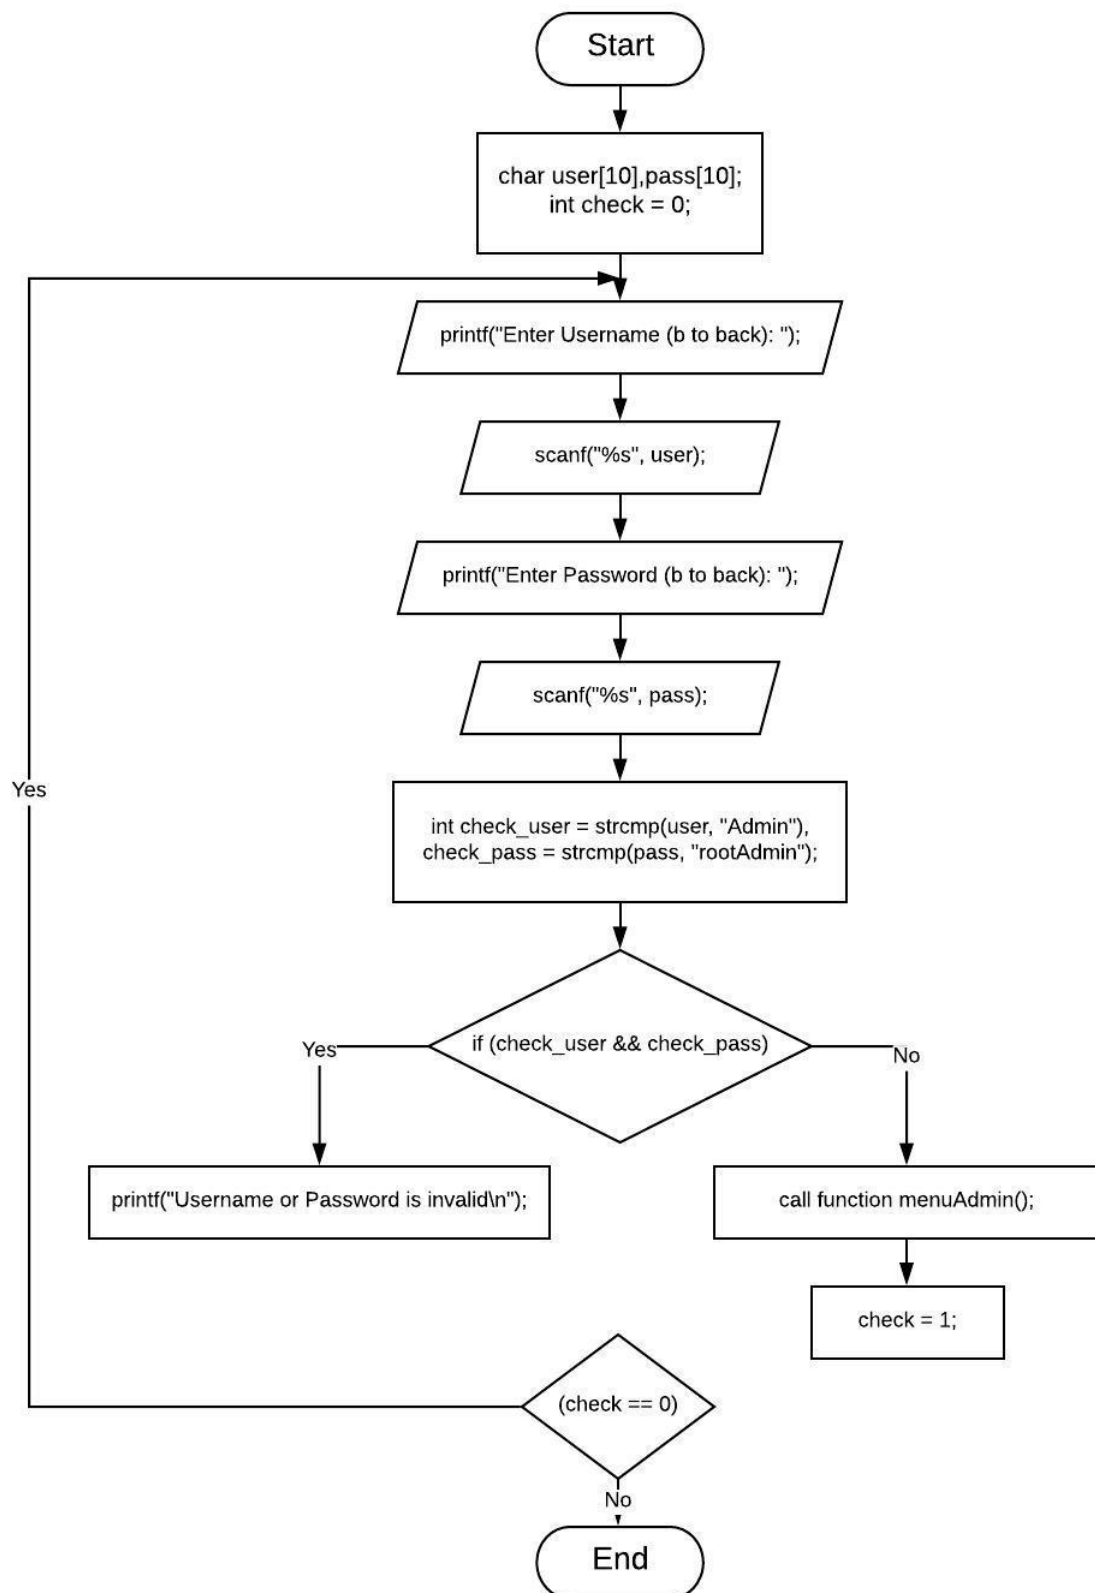 Start
char user[10],pass[10];
int check = 0;
printf("Enter Username (b to back): ");
scanf("%s", user);
printf("Enter Password (b to back): ");
scanf("%s", pass);
Yes
int check_user = strcmp(user, "Admin"),
check_pass = strcmp(pass, "rootAdmin");
if (check_user && check_pass)
Yes
No
printf("Username or Password is invalid\n");
call function menuAdmin();
check = 1;
(check == 0)
No
End